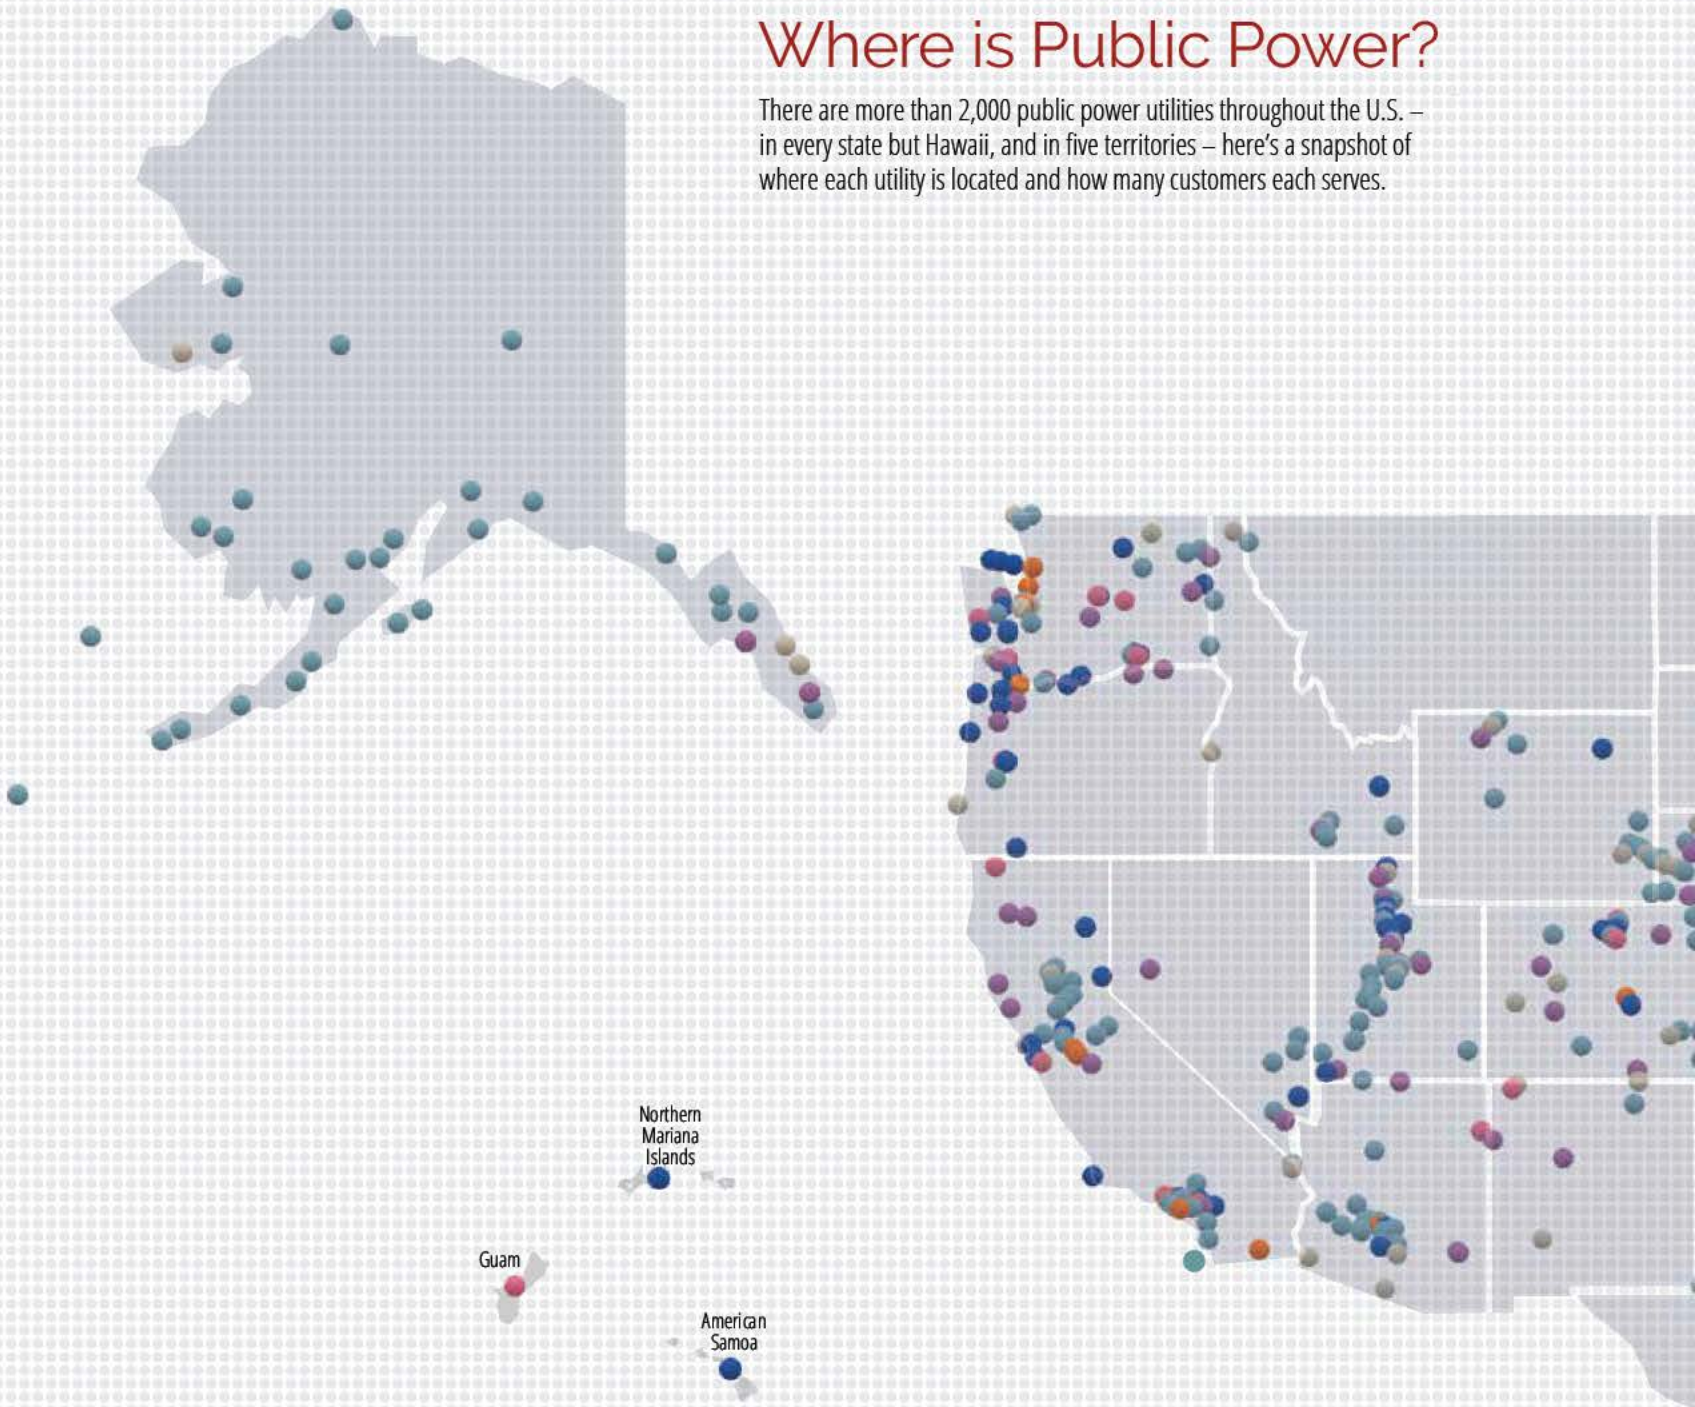 Where is Public Power?
There are more than 2,000 public power utilities throughout the U.S. –
in every state but Hawaii, and in five territories – here's a snapshot of
where each utility is located and how many customers each serves.
Northern
Mariana
Islands
Guam
American
Samoa